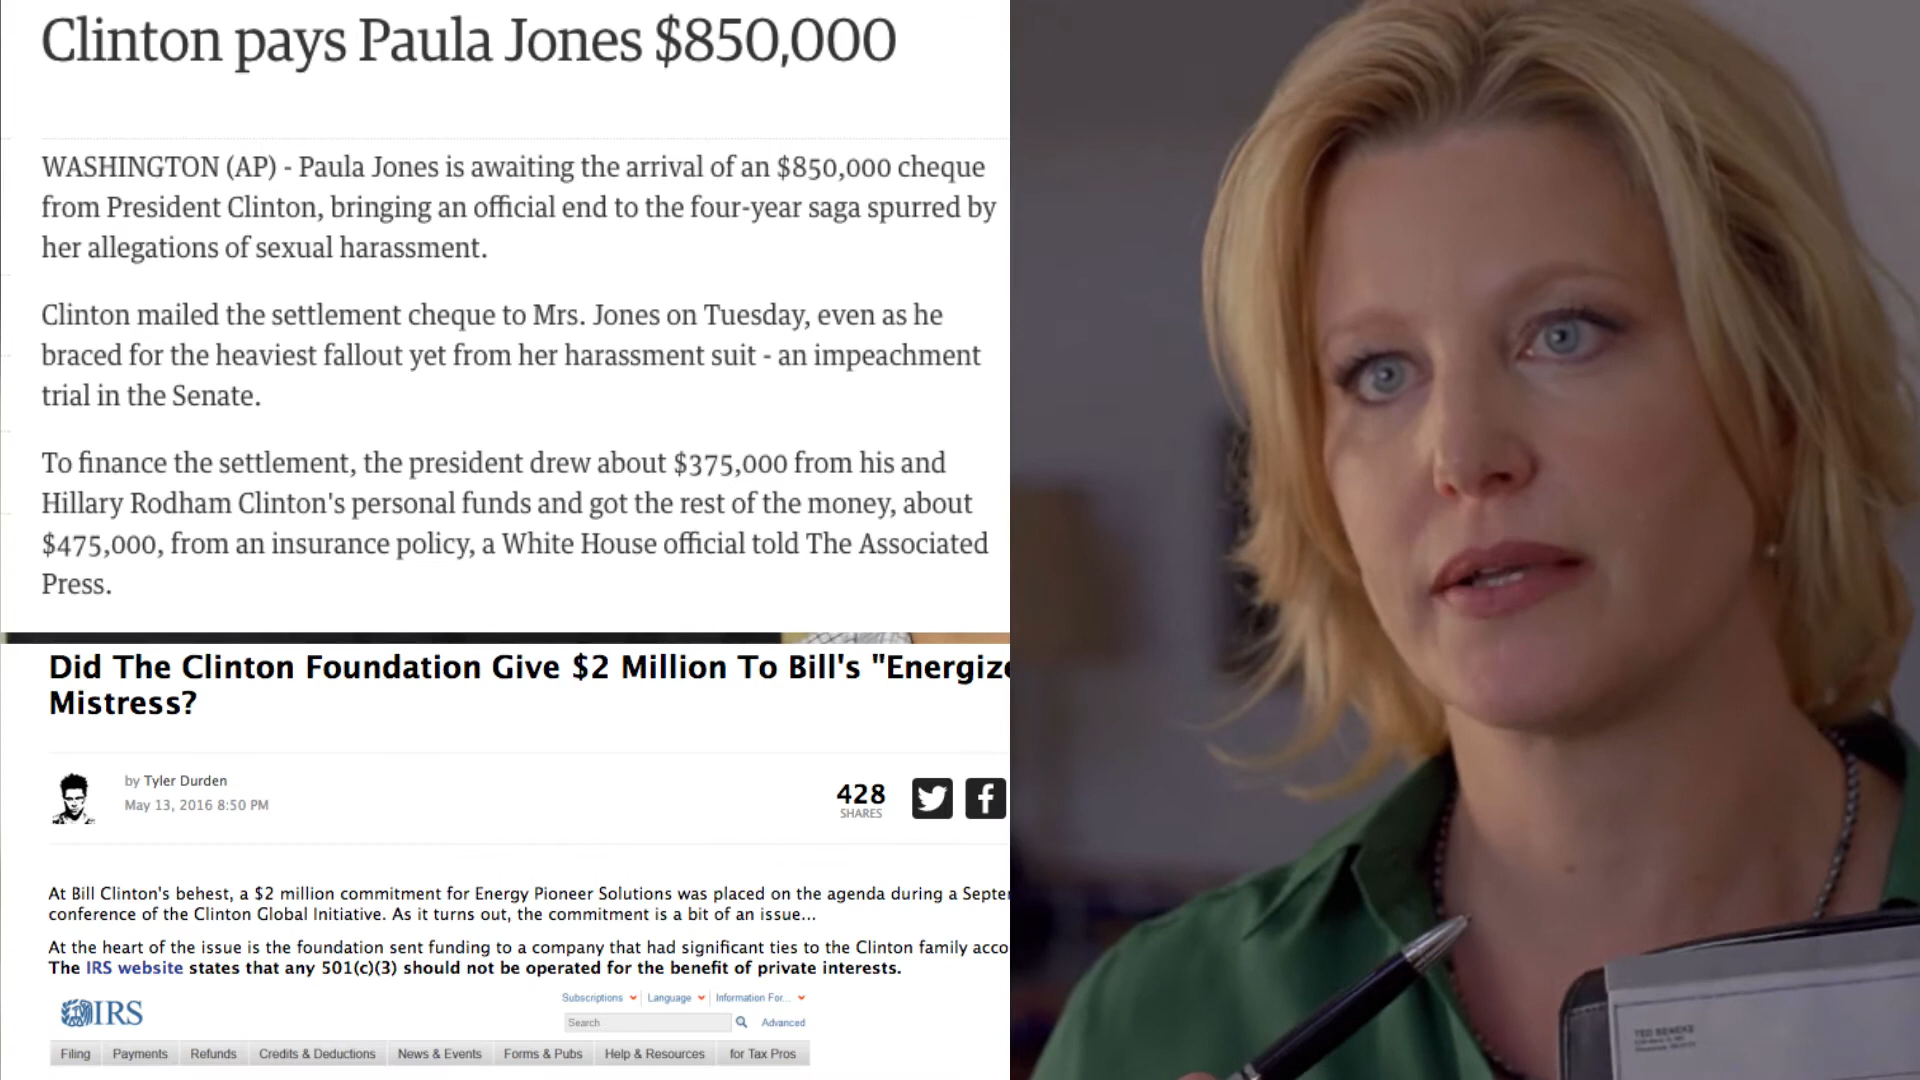 Clinton pays Paula Jones $850,000
WASHINGTON (AP) - Paula Jones is awaiting the arrival of an $850,000 cheque
from President Clinton, bringing an official end to the four-year saga spurred by
her allegations of sexual harassment.
Clinton mailed the settlement cheque to Mrs. Jones on Tuesday, even as he
braced for the heaviest fallout yet from her harassment suit - an impeachment
trial in the Senate.
To finance the settlement, the president drew about $375,000 from his and
Hillary Rodham Clinton's personal funds and got the rest of the money, about
$475,000, from an insurance policy, a White House official told The Associated
Press.
Did The Clinton Foundation Give $2 Million To Bill's "Energize
Mistress?
by Tyler Durden
May 13, 2016 8:50 PM
428
SHARES
At Bill Clinton's behest, a $2 million commitment for Energy Pioneer Solutions was placed on the agenda during a Septe
conference of the Clinton Global Initiative. As it turns out, the commitment is a bit of an issue...
At the heart of the issue is the foundation sent funding to a company that had significant ties to the Clinton family acco
The IRS website states that any 501(c)(3) should not be operated for the benefit of private interests.
IRS
Subscriptions Language Information For...
Search Advanced
Filing Payments Refunds Credits & Deductions News & Events Forms & Pubs Help & Resources for Tax Pros
TED BENEKE